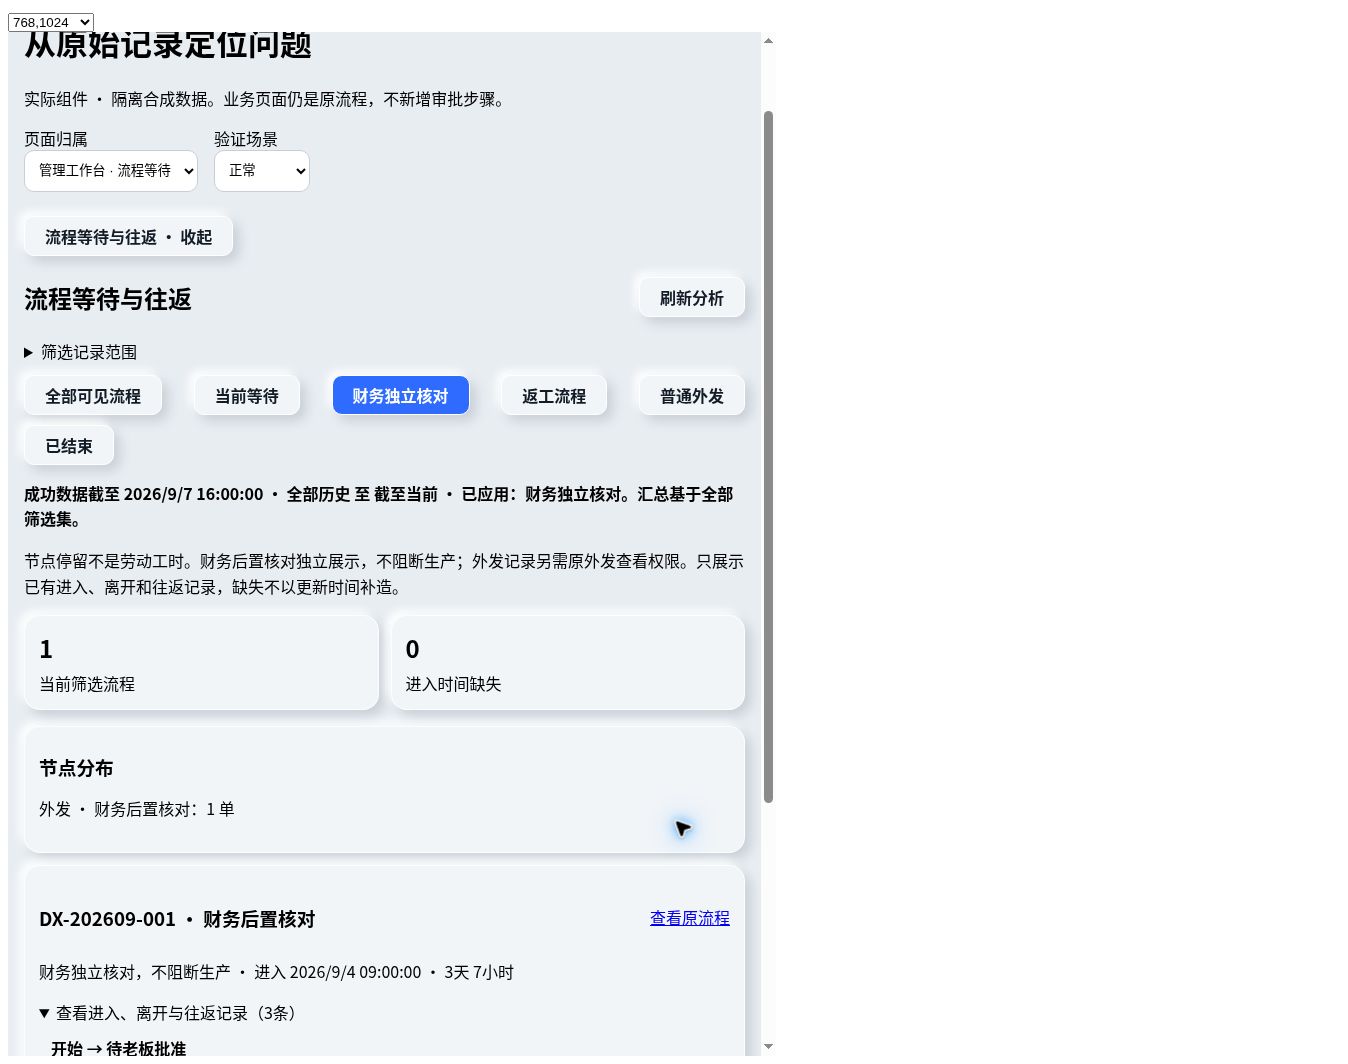 768,1024
从原始记录定位问题
实际组件 · 隔离合成数据。业务页面仍是原流程，不新增审批步骤。
页面归属
验证场景
管理工作台 · 流程等待
正常
流程等待与往返 · 收起
流程等待与往返
刷新分析
筛选记录范围
全部可见流程
当前等待
财务独立核对
返工流程
普通外发
已结束
成功数据截至 2026/9/7 16:00:00 · 全部历史 至 截至当前 · 已应用：财务独立核对。汇总基于全部
筛选集。
节点停留不是劳动工时。财务后置核对独立展示，不阻断生产；外发记录另需原外发查看权限。只展示
已有进入、离开和往返记录，缺失不以更新时间补造。
1
当前筛选流程
0
进入时间缺失
节点分布
外发 · 财务后置核对：1 单
DX-202609-001 · 财务后置核对
查看原流程
财务独立核对，不阻断生产 · 进入 2026/9/4 09:00:00 · 3天 7小时
查看进入、离开与往返记录（3条）
开始 → 待老板批准